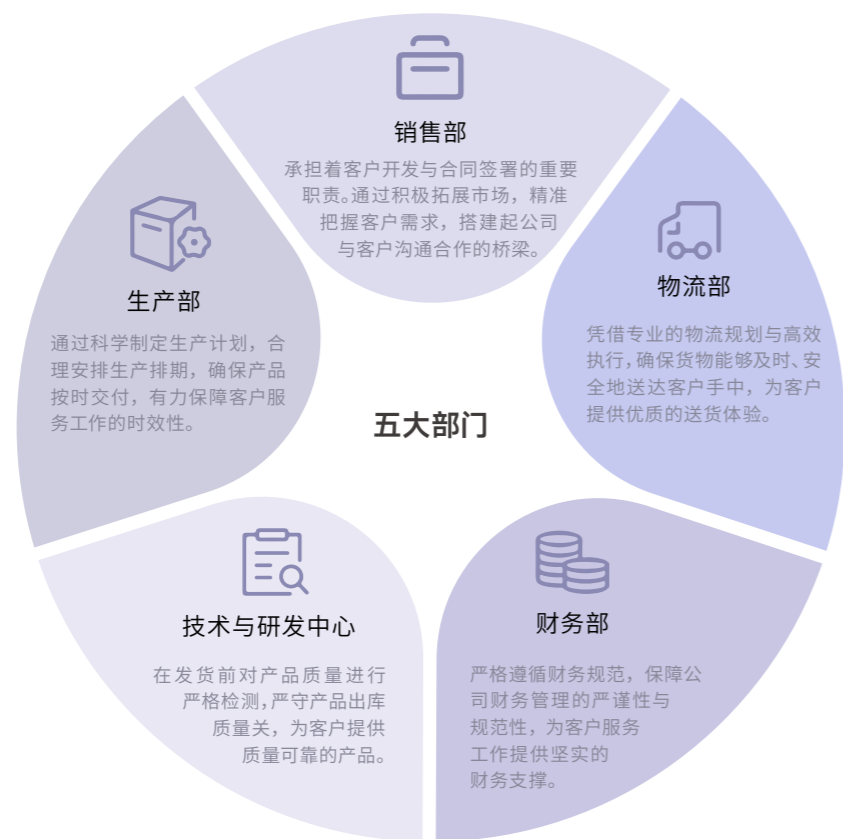 销售部
承担着客户开发与合同签署的重要
职责。通过积极拓展市场，精准
把握客户需求，搭建起公司
与客户沟通合作的桥梁。
物流部
凭借专业的物流规划与高效
执行，确保货物能够及时、安
全地送达客户手中，为客户
提供优质的送货体验。
生产部
通过科学制定生产计划，合
理安排生产排期，确保产品
按时交付，有力保障客户服
务工作的时效性。
五大部门
技术与研发中心
在发货前对产品质量进行
严格检测，严守产品出库
质量关，为客户提供
质量可靠的产品。
财务部
严格遵循财务规范，保障公
司财务管理的严谨性与
规范性，为客户服务
工作提供坚实的
财务支撑。